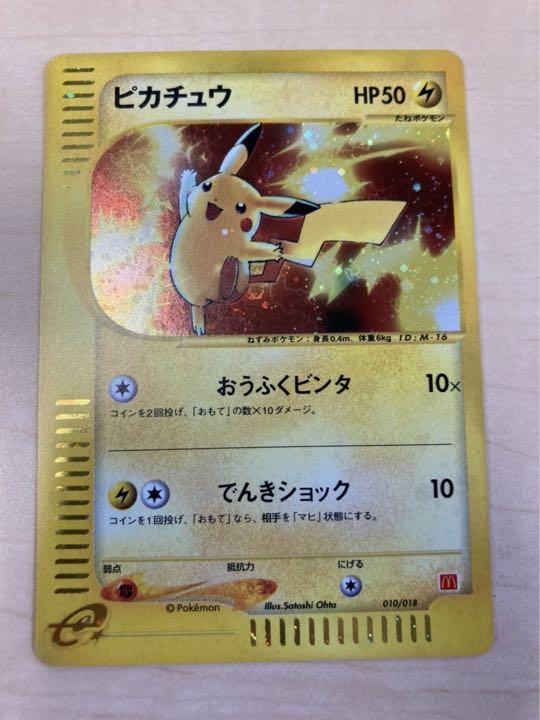 ピカチュウ HP50
たねポケモン
ねずみポケモン:身長0.4m、体重6kg ID:M-16
おうふくビンタ 10×
コインを2回投げ、「おもて」の数×10ダメージ。
でんきショック 10
コインを1回投げ、「おもて」なら、相手を「マヒ」状態にする。
弱点 抵抗力 にげる
©Pokémon Illus.Satoshi Ohta 010/018